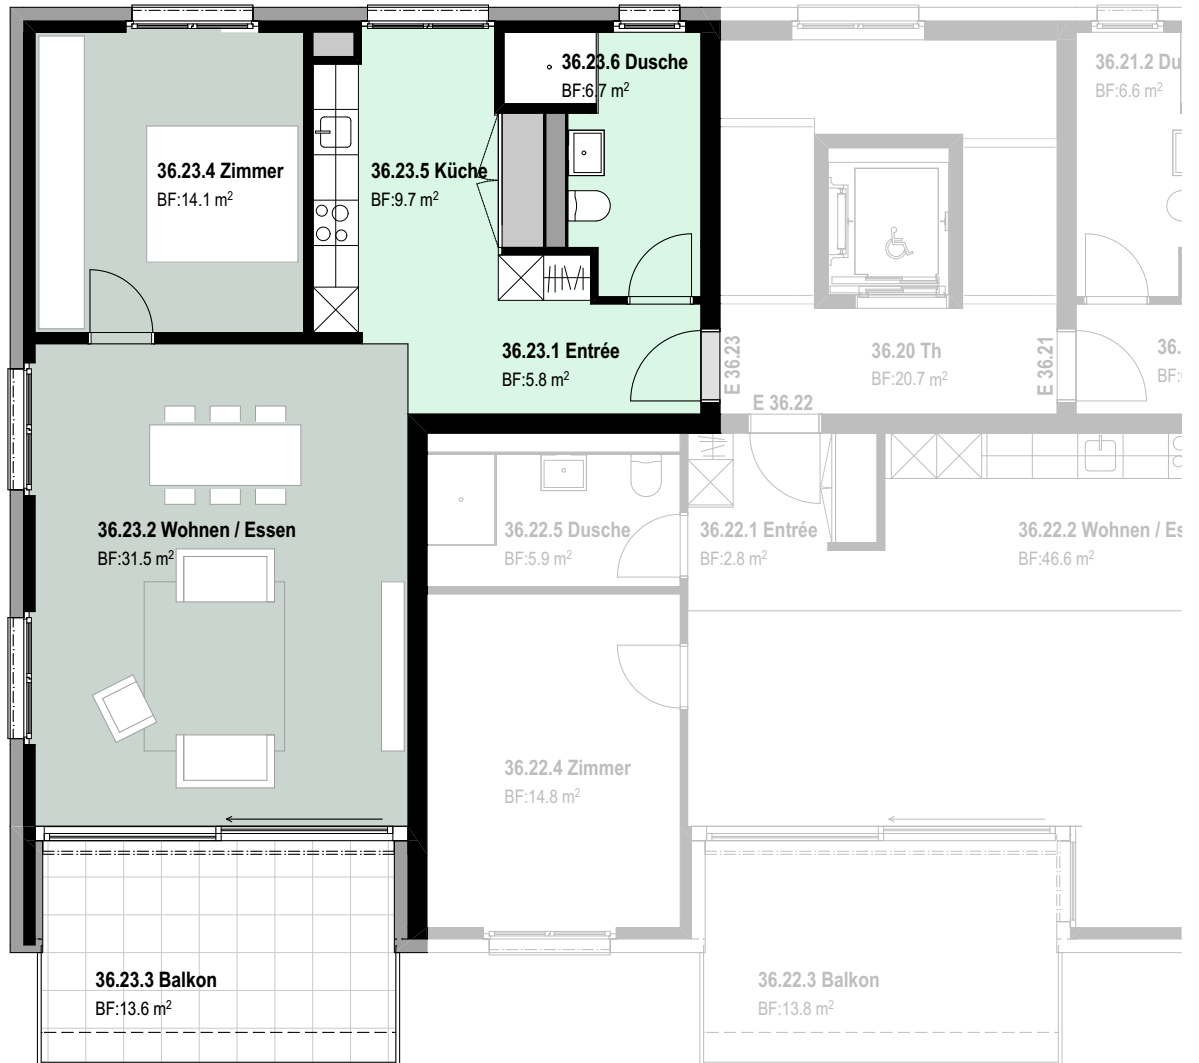 36.23.6 Dusche
BF:6.7 m²
36.21.2 Du
BF:6.6 m²
36.23.4 Zimmer
BF:14.1 m²
36.23.5 Küche
BF:9.7 m²
36.23.1 Entrée
BF:5.8 m²
E 36.23
36.20 Th
BF:20.7 m²
E 36.21
36.
BF:
E 36.22
36.23.2 Wohnen / Essen
BF:31.5 m²
36.22.5 Dusche
BF:5.9 m²
36.22.1 Entrée
BF:2.8 m²
36.22.2 Wohnen / Es
BF:46.6 m²
36.22.4 Zimmer
BF:14.8 m²
36.23.3 Balkon
BF:13.6 m²
36.22.3 Balkon
BF:13.8 m²